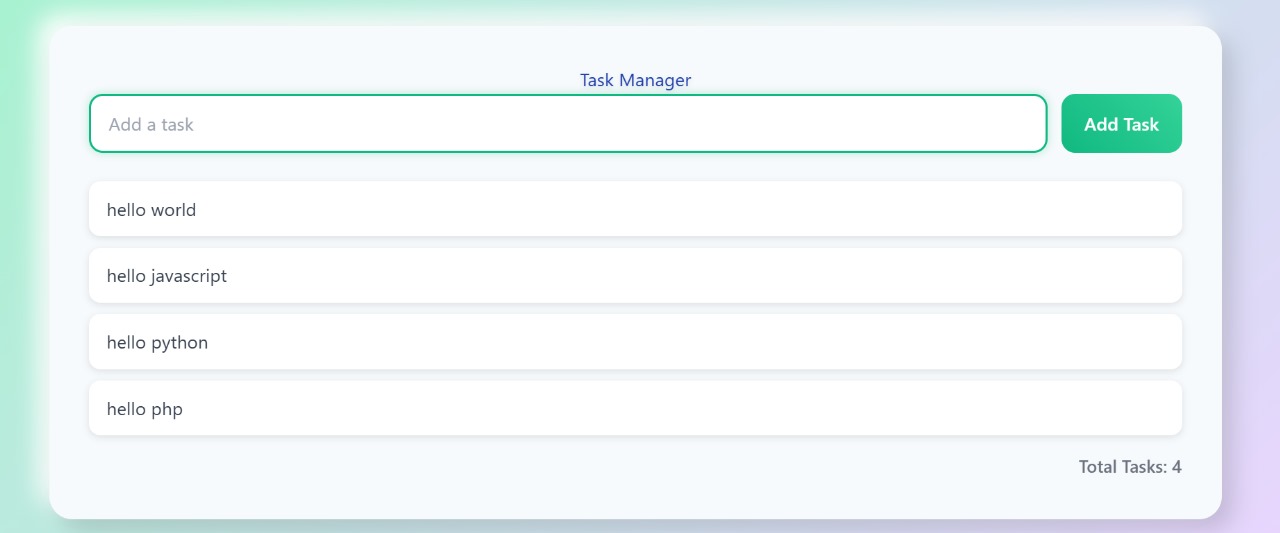 Task Manager
Add a task
Add Task
hello world
hello javascript
hello python
hello php
Total Tasks: 4